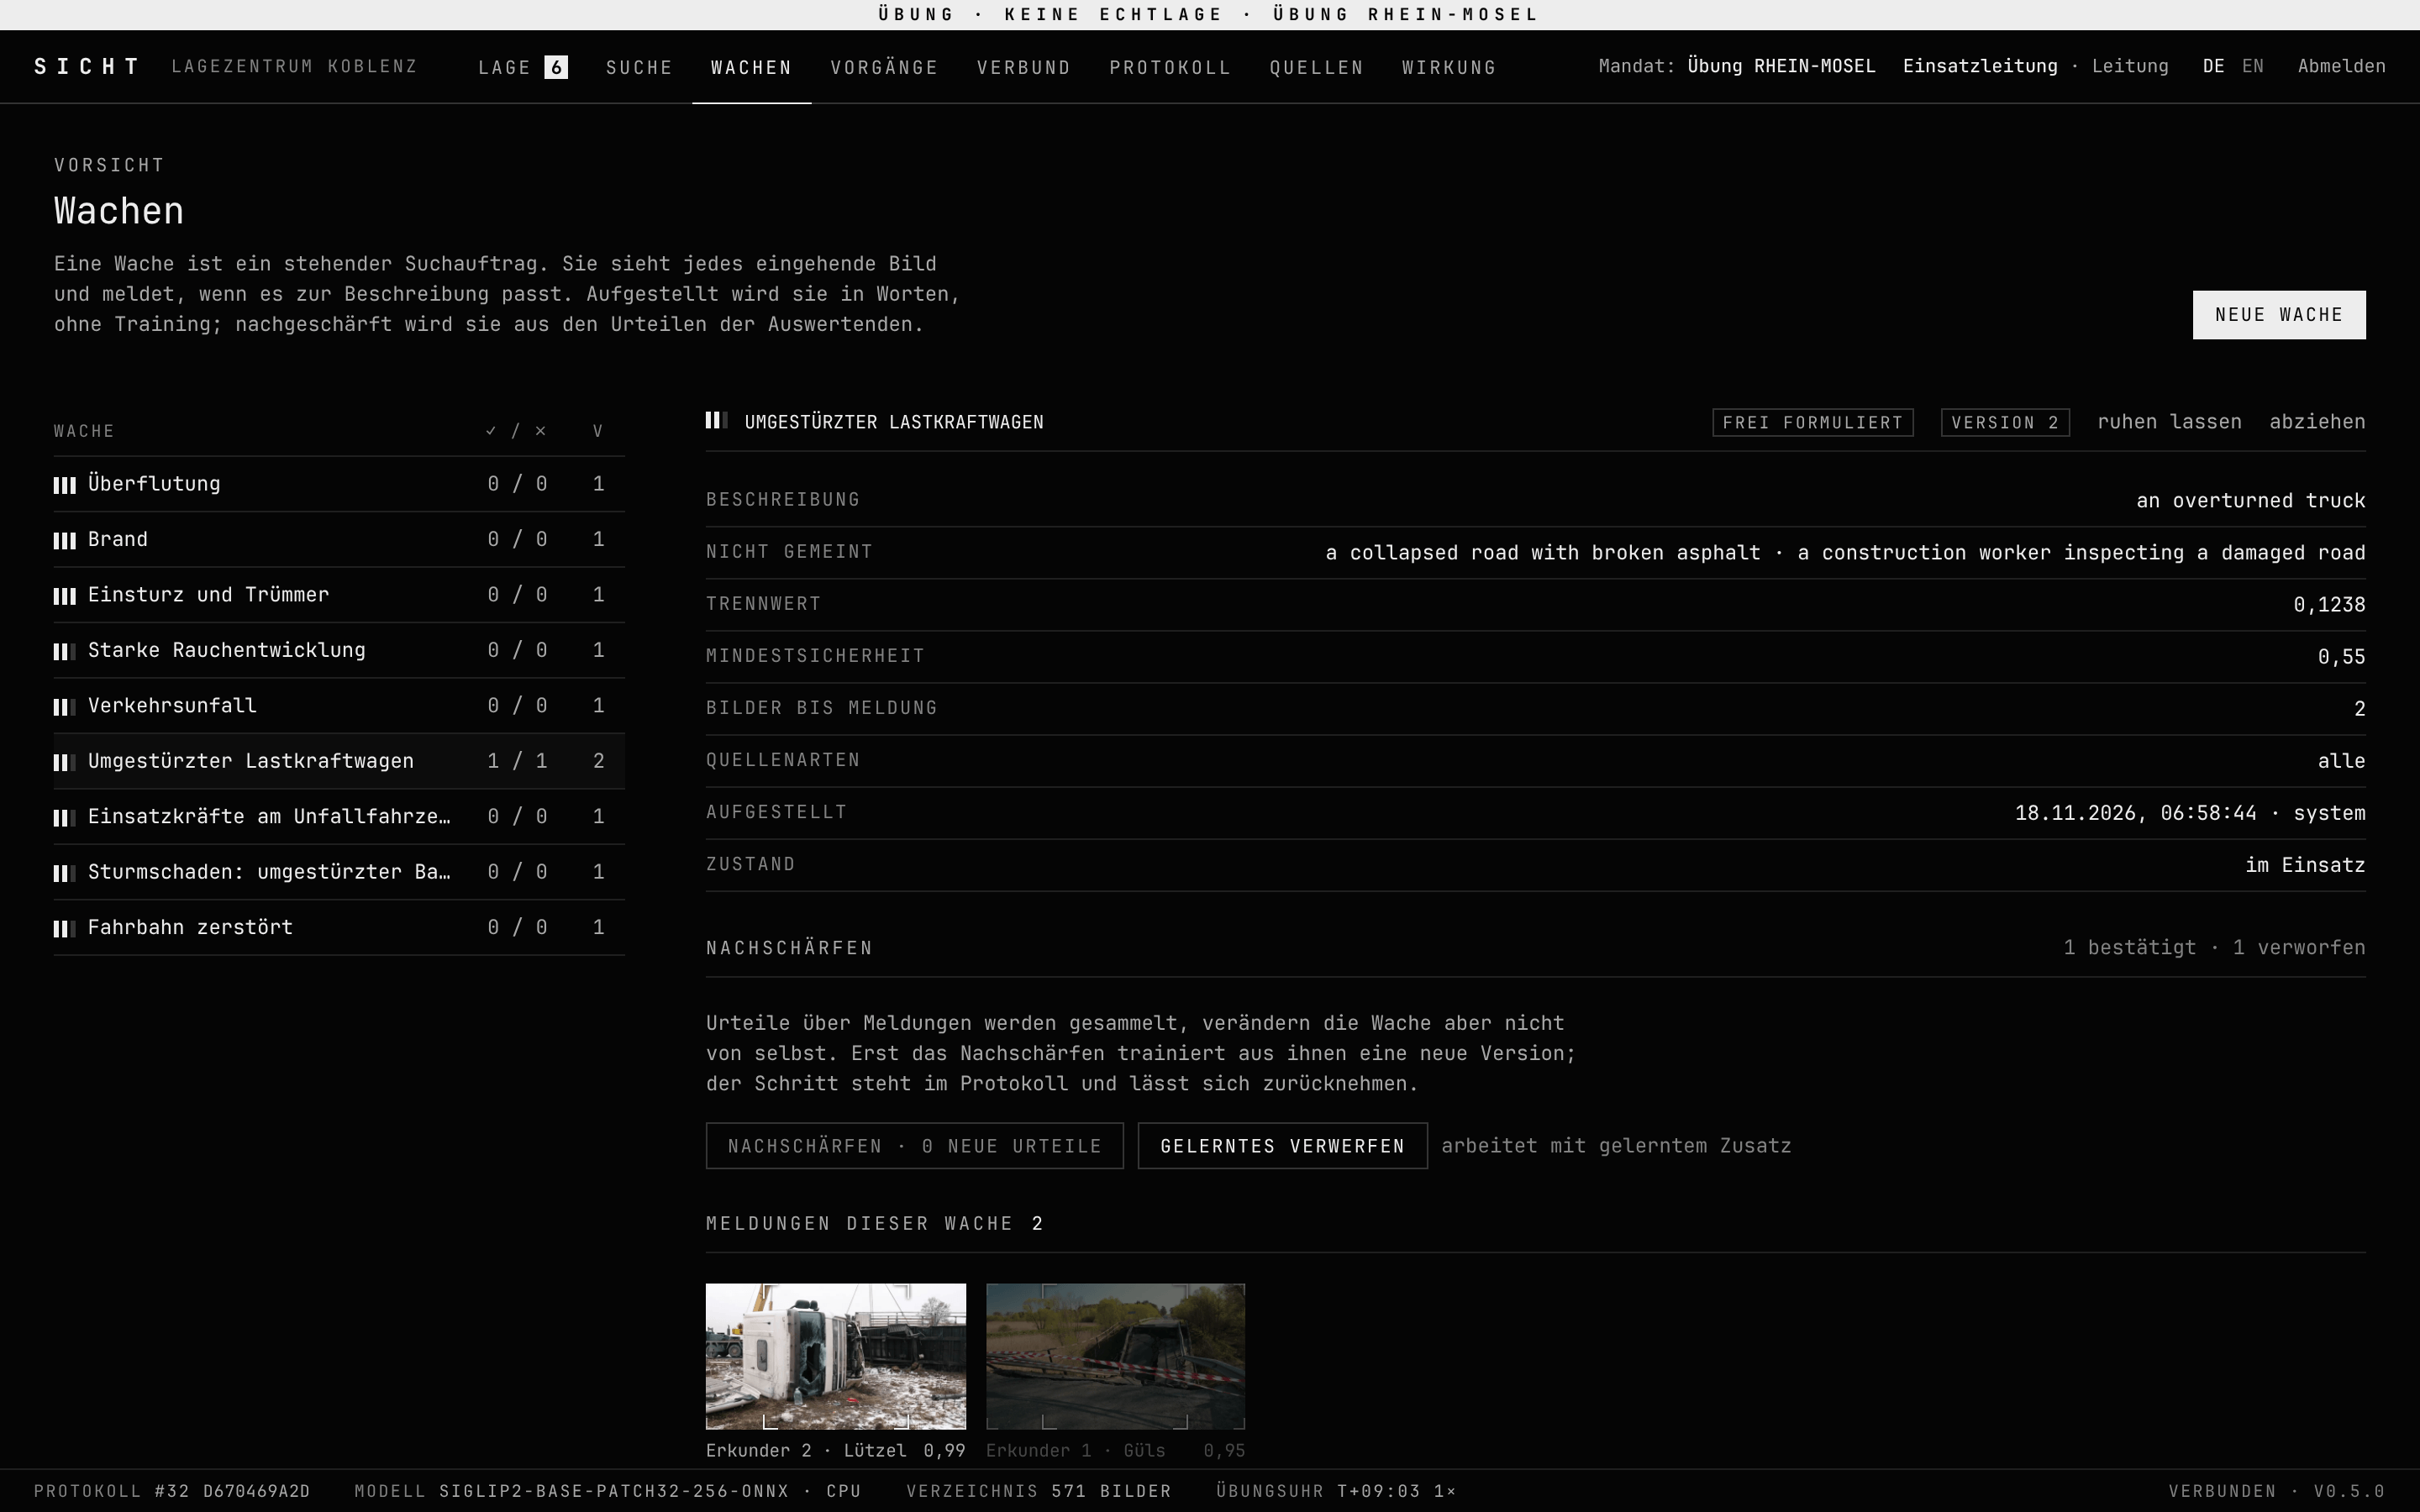 ÜBUNG · KEINE ECHTLAGE · ÜBUNG RHEIN-MOSEL
SICHT LAGEZENTRUM KOBLENZ LAGE 6 SUCHE WACHEN VORGÄNGE VERBUND PROTOKOLL QUELLEN WIRKUNG Mandat: Übung RHEIN-MOSEL Einsatzleitung · Leitung DE EN Abmelden
VORSICHT
Wachen
Eine Wache ist ein stehender Suchauftrag. Sie sieht jedes eingehende Bild
und meldet, wenn es zur Beschreibung passt. Aufgestellt wird sie in Worten,
ohne Training; nachgeschärft wird sie aus den Urteilen der Auswertenden.
NEUE WACHE
WACHE ✓ / × V
Überflutung 0 / 0 1
Brand 0 / 0 1
Einsturz und Trümmer 0 / 0 1
Starke Rauchentwicklung 0 / 0 1
Verkehrsunfall 0 / 0 1
Umgestürzter Lastkraftwagen 1 / 1 2
Einsatzkräfte am Unfallfahrze… 0 / 0 1
Sturmschaden: umgestürzter Ba… 0 / 0 1
Fahrbahn zerstört 0 / 0 1
UMGESTÜRZTER LASTKRAFTWAGEN FREI FORMULIERT VERSION 2 ruhen lassen abziehen
BESCHREIBUNG an overturned truck
NICHT GEMEINT a collapsed road with broken asphalt · a construction worker inspecting a damaged road
TRENNWERT 0,1238
MINDESTSICHERHEIT 0,55
BILDER BIS MELDUNG 2
QUELLENARTEN alle
AUFGESTELLT 18.11.2026, 06:58:44 · system
ZUSTAND im Einsatz
NACHSCHÄRFEN 1 bestätigt · 1 verworfen
Urteile über Meldungen werden gesammelt, verändern die Wache aber nicht
von selbst. Erst das Nachschärfen trainiert aus ihnen eine neue Version;
der Schritt steht im Protokoll und lässt sich zurücknehmen.
NACHSCHÄRFEN · 0 NEUE URTEILE GELERNTES VERWERFEN arbeitet mit gelerntem Zusatz
MELDUNGEN DIESER WACHE 2
Erkunder 2 · Lützel 0,99 Erkunder 1 · Güls 0,95
PROTOKOLL #32 D670469A2D MODELL SIGLIP2-BASE-PATCH32-256-ONNX · CPU VERZEICHNIS 571 BILDER ÜBUNGSUHR T+09:03 1× VERBUNDEN · V0.5.0